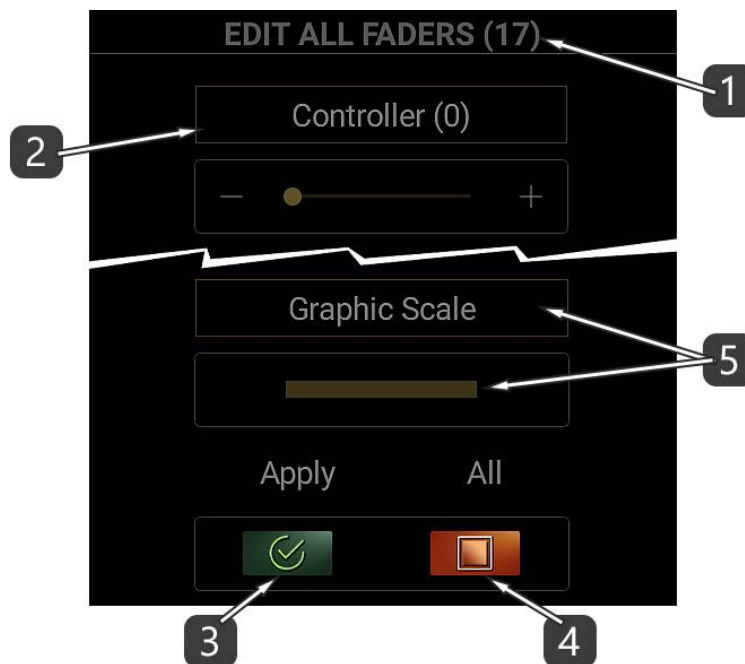 EDIT ALL FADERS (17)
1
Controller (0)
2
Graphic Scale
5
Apply All
3 4